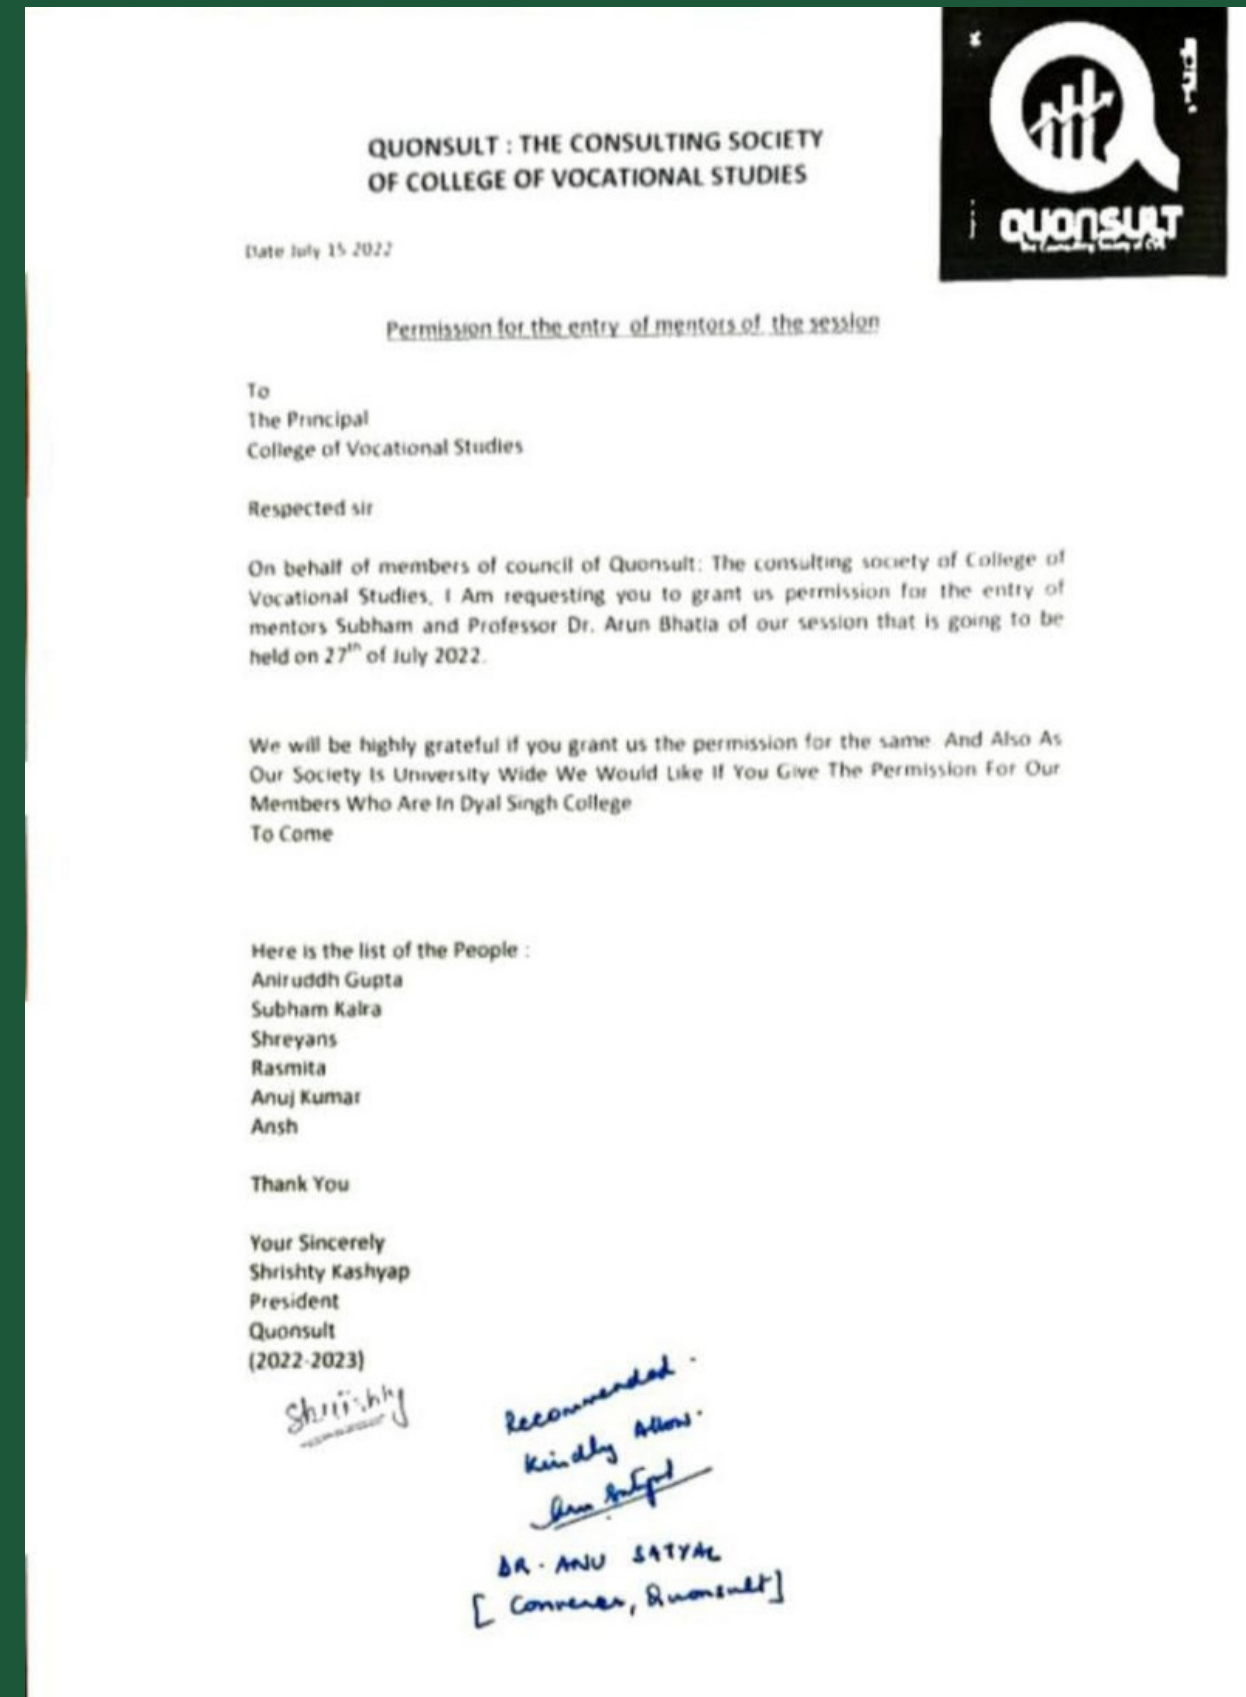 QUONSULT
The Consulting Society of CVS
QUONSULT : THE CONSULTING SOCIETY
OF COLLEGE OF VOCATIONAL STUDIES
Date July 15 2022
Permission for the entry of mentors of the session
To
The Principal
College of Vocational Studies
Respected sir
On behalf of members of council of Quonsult: The consulting society of College of
Vocational Studies, I Am requesting you to grant us permission for the entry of
mentors Subham and Professor Dr. Arun Bhatia of our session that is going to be
held on 27th of July 2022.
We will be highly grateful if you grant us the permission for the same And Also As
Our Society Is University Wide We Would Like If You Give The Permission For Our
Members Who Are In Dyal Singh College
To Come
Here is the list of the People :
Aniruddh Gupta
Subham Kalra
Shreyans
Rasmita
Anuj Kumar
Ansh
Thank You
Your Sincerely
Shrishty Kashyap
President
Quonsult
(2022-2023)
Shriishty
Recommended.
Kindly Allow.
Anu Satyal
DR. ANU SATYAL
[Convener, Quonsult]